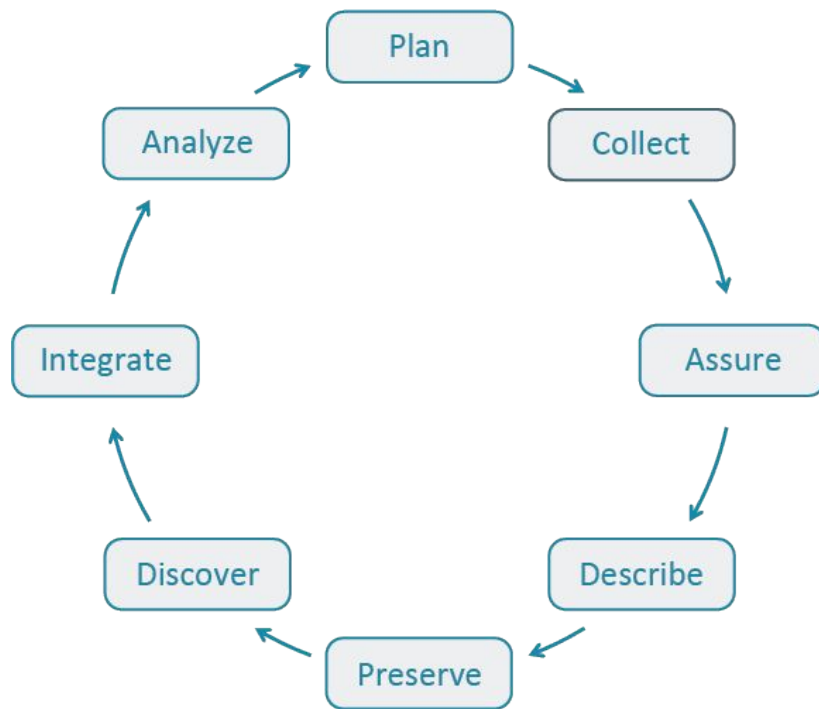 Plan
Collect
Assure
Describe
Preserve
Discover
Integrate
Analyze